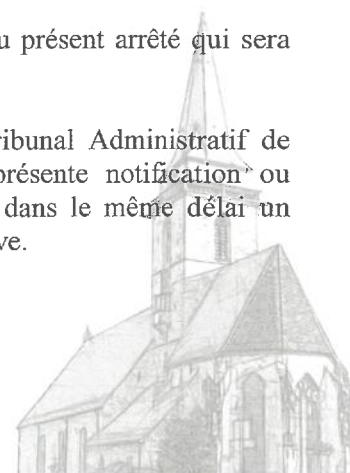 u présent arrêté qui sera
ribunal Administratif de
présente notification ou
dans le même délai un
ve.